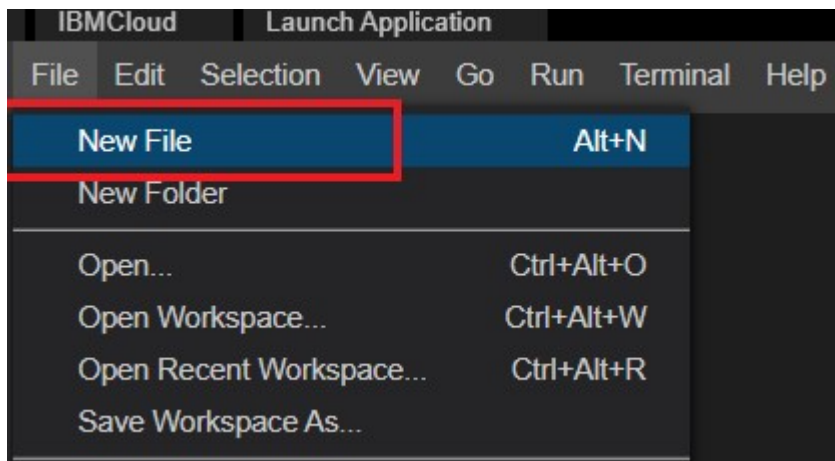 IBMCloud Launch Application
File Edit Selection View Go Run Terminal Help
New File Alt+N
New Folder
Open... Ctrl+Alt+O
Open Workspace... Ctrl+Alt+W
Open Recent Workspace... Ctrl+Alt+R
Save Workspace As...